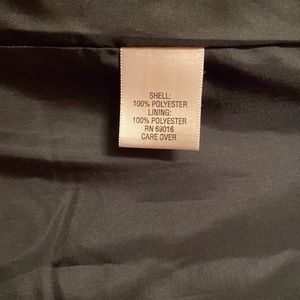 SHELL:
100% POLYESTER
LINING:
100% POLYESTER
RN 69016
CARE OVER